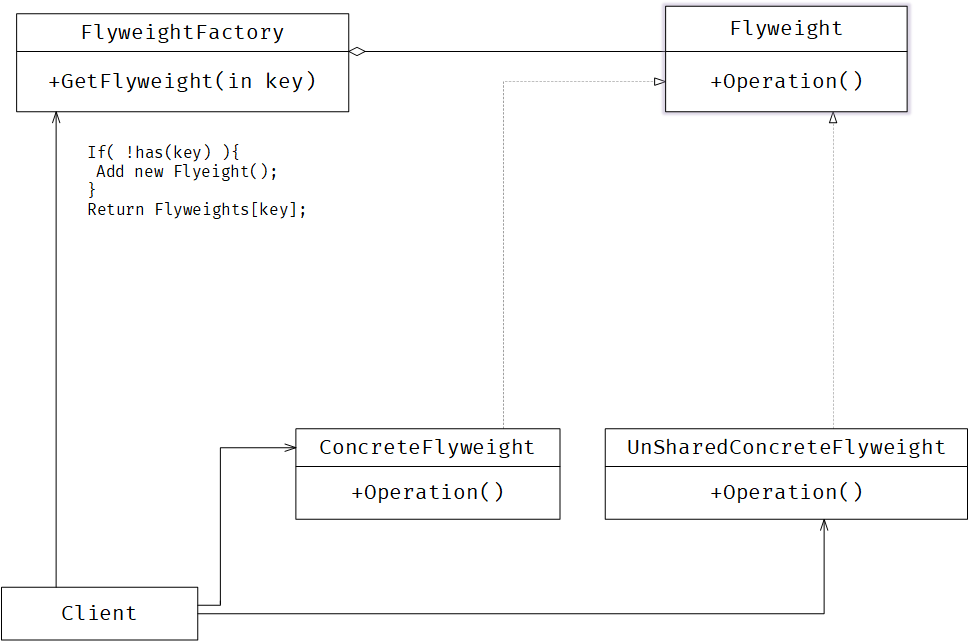 FlyweightFactory
+GetFlyweight(in key)
Flyweight
+Operation()
If( !has(key) ){
Add new Flyeight();
}
Return Flyweights[key];
ConcreteFlyweight
+Operation()
UnSharedConcreteFlyweight
+Operation()
Client